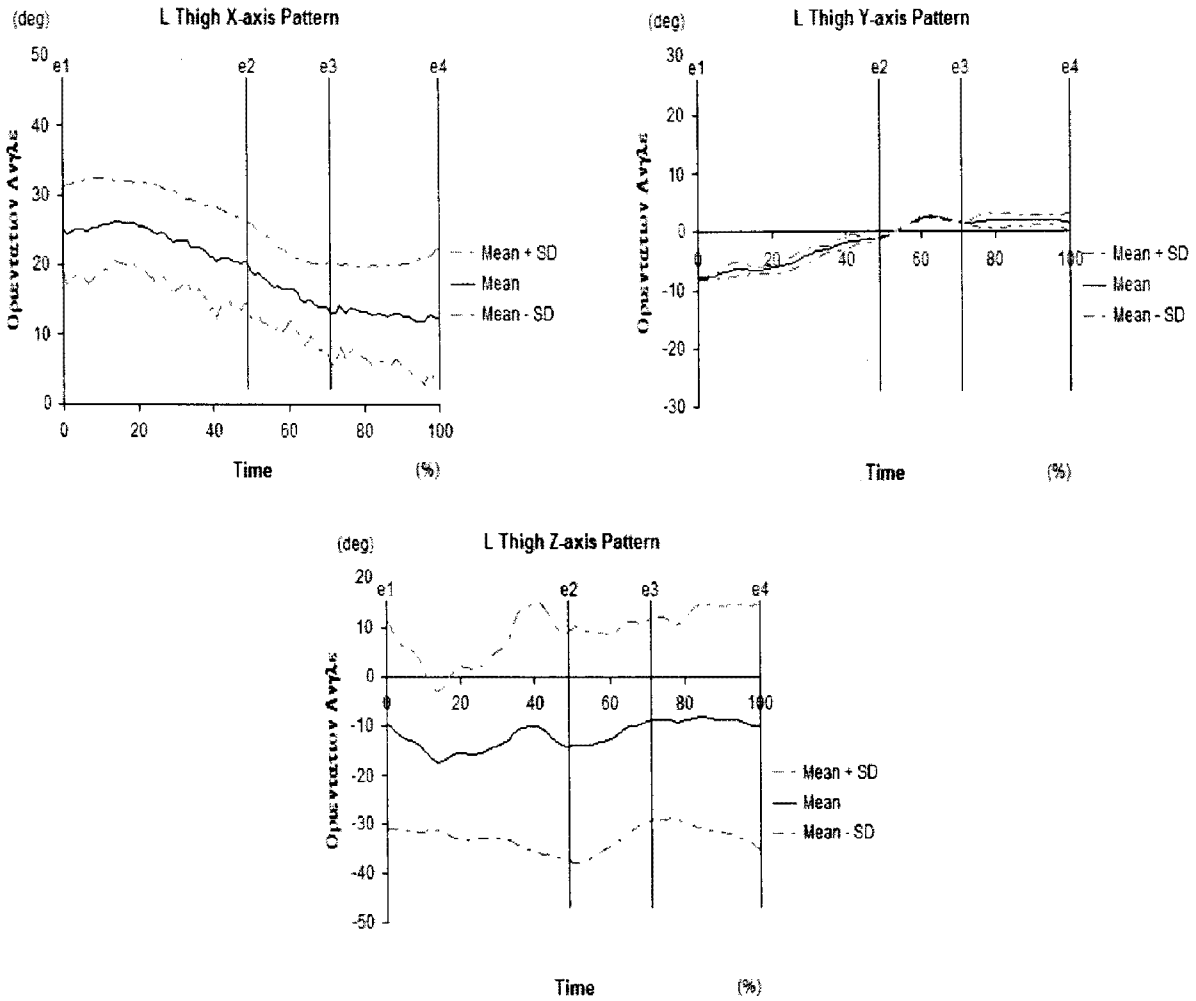 (deg) L Thigh X-axis Pattern
50 e1 e2 e3 e4
40
30
20
10
0
Οριενтατιον Ανγλε
0 20 40 60 80 100
Time (%)
Mean + SD
Mean
Mean - SD
(deg) L Thigh Y-axis Pattern
30 e1 e2 e3 e4
20
10
0
-10
-20
-30
Οριενтατιον Ανγλε
0 20 40 60 80 100
Time (%)
Mean + SD
Mean
Mean - SD
(deg) L Thigh Z-axis Pattern
20 e1 e2 e3 e4
10
0
-10
-20
-30
-40
-50
Οριενтατιον Ανγλε
0 20 40 60 80 100
Time (%)
Mean + SD
Mean
Mean - SD